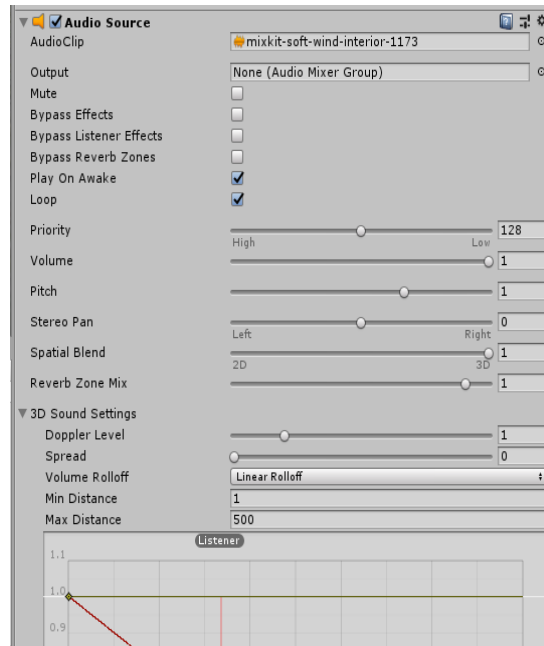 Audio Source
AudioClip mixkit-soft-wind-interior-1173
Output None (Audio Mixer Group)
Mute
Bypass Effects
Bypass Listener Effects
Bypass Reverb Zones
Play On Awake
Loop
Priority 128
High Low
Volume 1
Pitch 1
Stereo Pan 0
Left Right
Spatial Blend 1
2D 3D
Reverb Zone Mix 1
3D Sound Settings
Doppler Level 1
Spread 0
Volume Rolloff Linear Rolloff
Min Distance 1
Max Distance 500
Listener
1.1
1.0
0.9